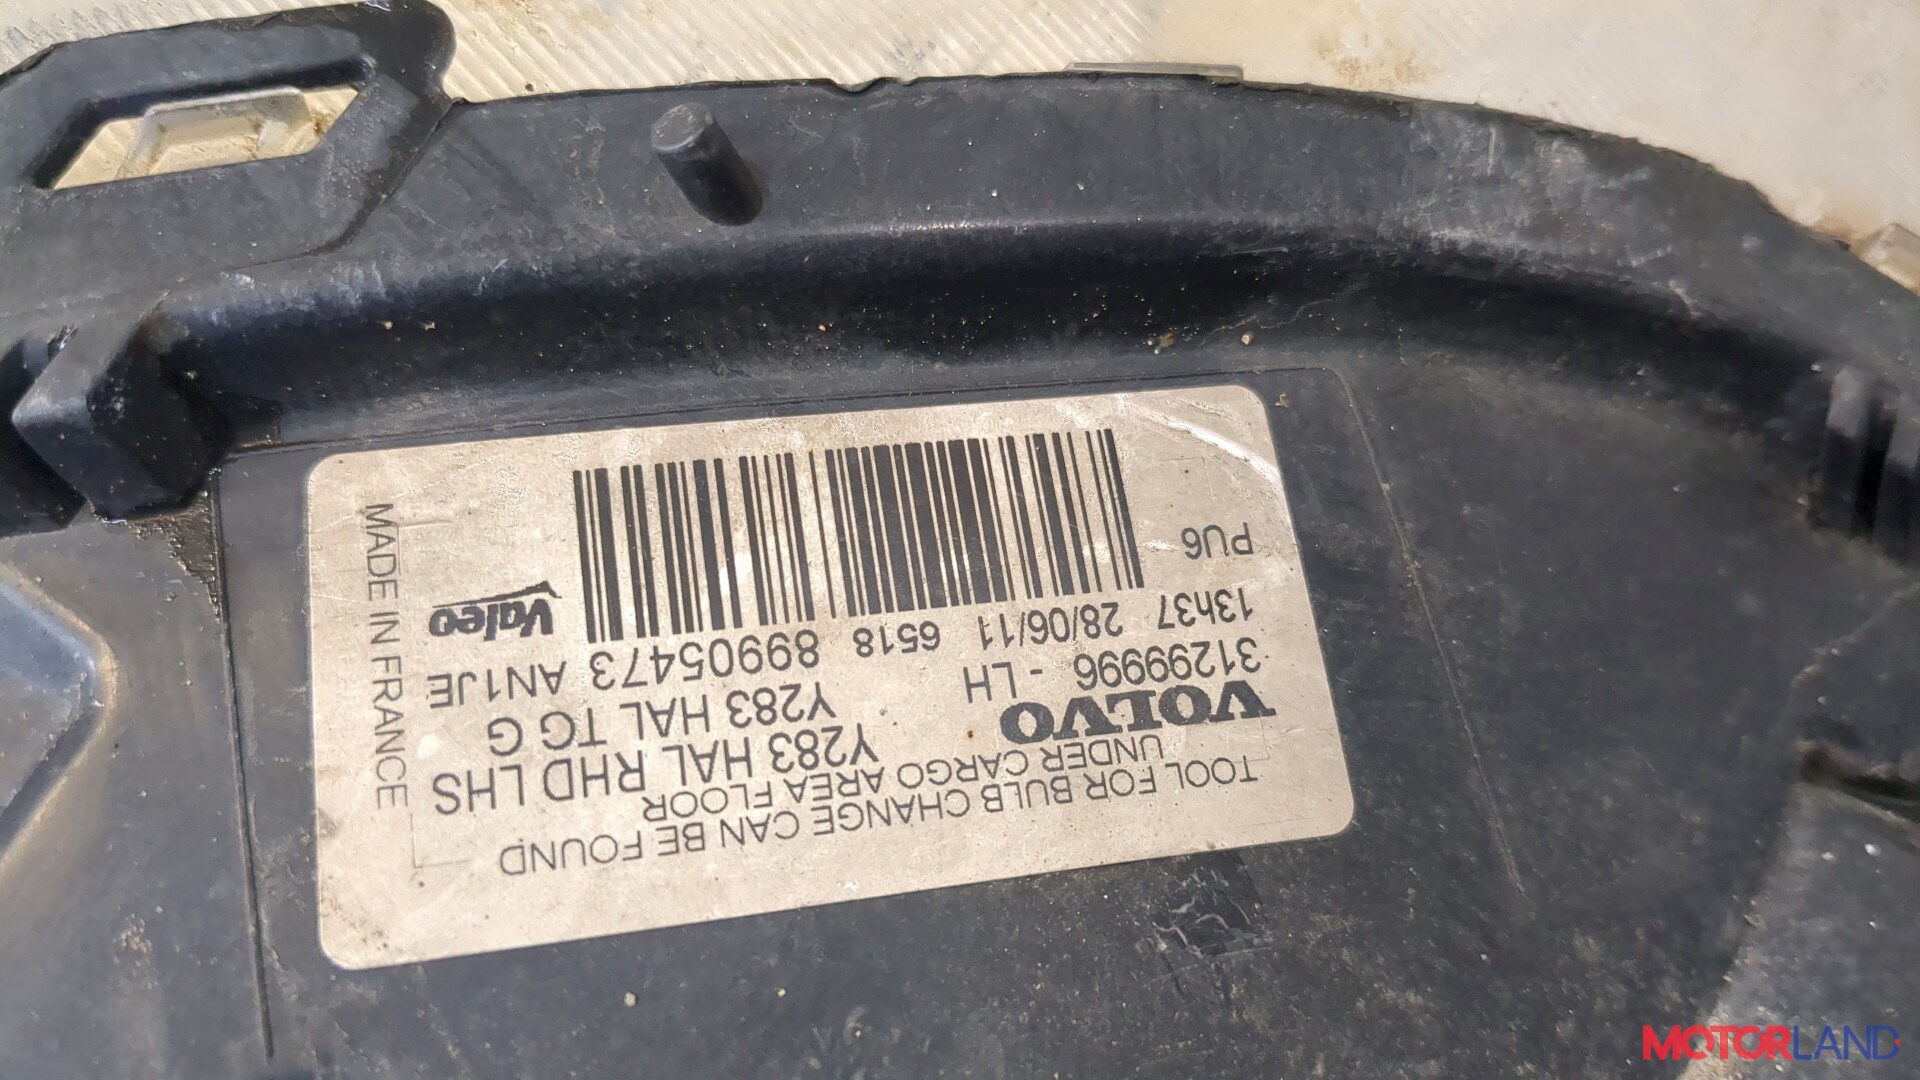 TOOL FOR BULB CHANGE CAN BE FOUND
UNDER CARGO AREA FLOOR
VOLVO
Y283 HAL RHD LHS
31299996 - LH
Y283 HAL TG G
13h37 28/06/11 6518 89905473 AN1JE
PU6
Valeo
MADE IN FRANCE
MOTORLAND